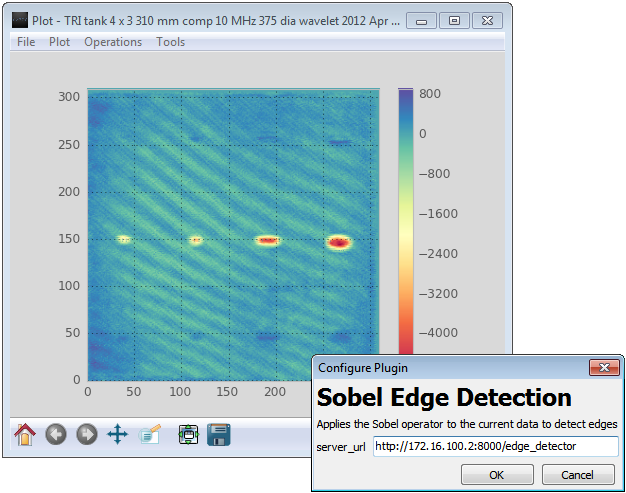 Plot - TRI tank 4 x 3 310 mm comp 10 MHz 375 dia wavelet 2012 Apr ...
File Plot Operations Tools
300
250
200
150
100
50
0
0 50 100 150 200
800
0
−800
−1600
−2400
−3200
−4000
Configure Plugin
Sobel Edge Detection
Applies the Sobel operator to the current data to detect edges
server_url http://172.16.100.2:8000/edge_detector
OK Cancel